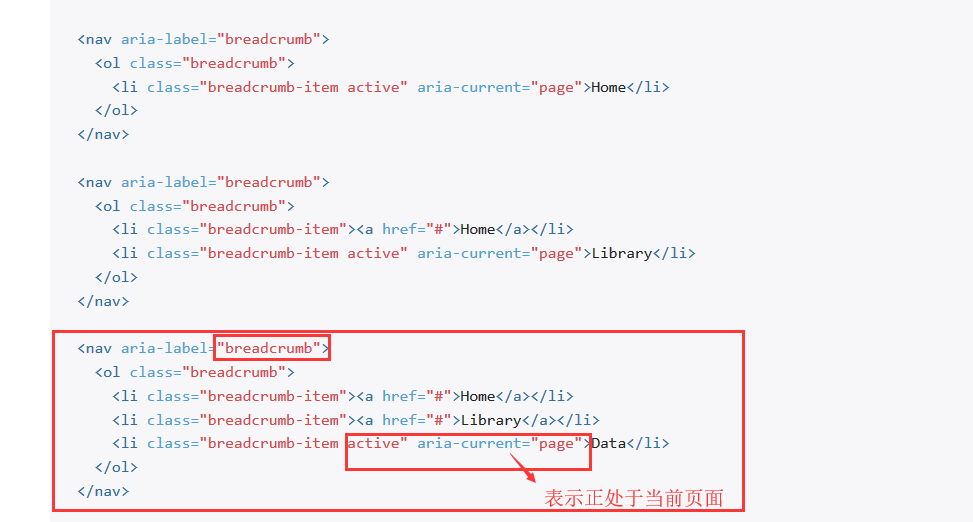 <nav aria-label="breadcrumb">
<ol class="breadcrumb">
<li class="breadcrumb-item active" aria-current="page">Home</li>
</ol>
</nav>
<nav aria-label="breadcrumb">
<ol class="breadcrumb">
<li class="breadcrumb-item"><a href="#">Home</a></li>
<li class="breadcrumb-item active" aria-current="page">Library</li>
</ol>
</nav>
<nav aria-label="breadcrumb">
<ol class="breadcrumb">
<li class="breadcrumb-item"><a href="#">Home</a></li>
<li class="breadcrumb-item"><a href="#">Library</a></li>
<li class="breadcrumb-item active" aria-current="page">Data</li>
</ol>
</nav>
表示正处于当前页面